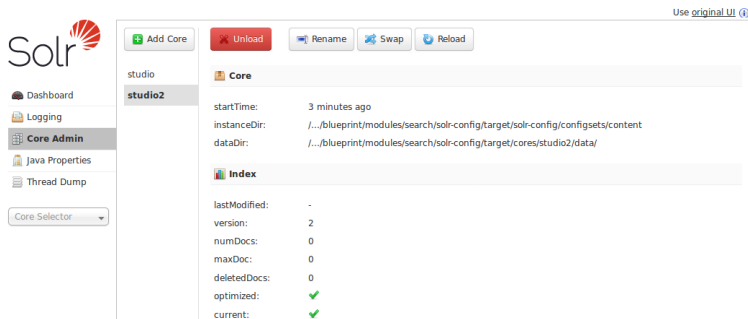 Use original UI
Solr
Add Core
Unload
Rename
Swap
Reload
Dashboard
Logging
Core Admin
Java Properties
Thread Dump
Core Selector
studio
studio2
Core
startTime: 3 minutes ago
instanceDir: /.../blueprint/modules/search/solr-config/target/solr-config/configsets/content
dataDir: /.../blueprint/modules/search/solr-config/target/cores/studio2/data/
Index
lastModified: -
version: 2
numDocs: 0
maxDoc: 0
deletedDocs: 0
optimized:
current: